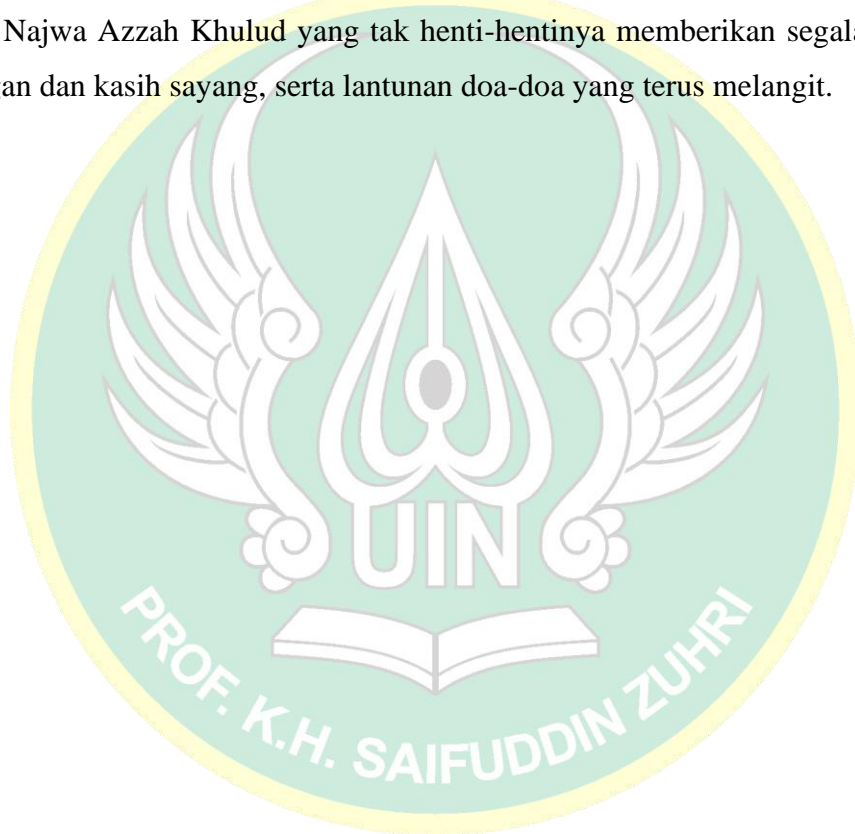 Najwa Azzah Khulud yang tak henti-hentinya memberikan segala
gan dan kasih sayang, serta lantunan doa-doa yang terus melangit.
UIN
PROF. K.H. SAIFUDDIN ZUHRI